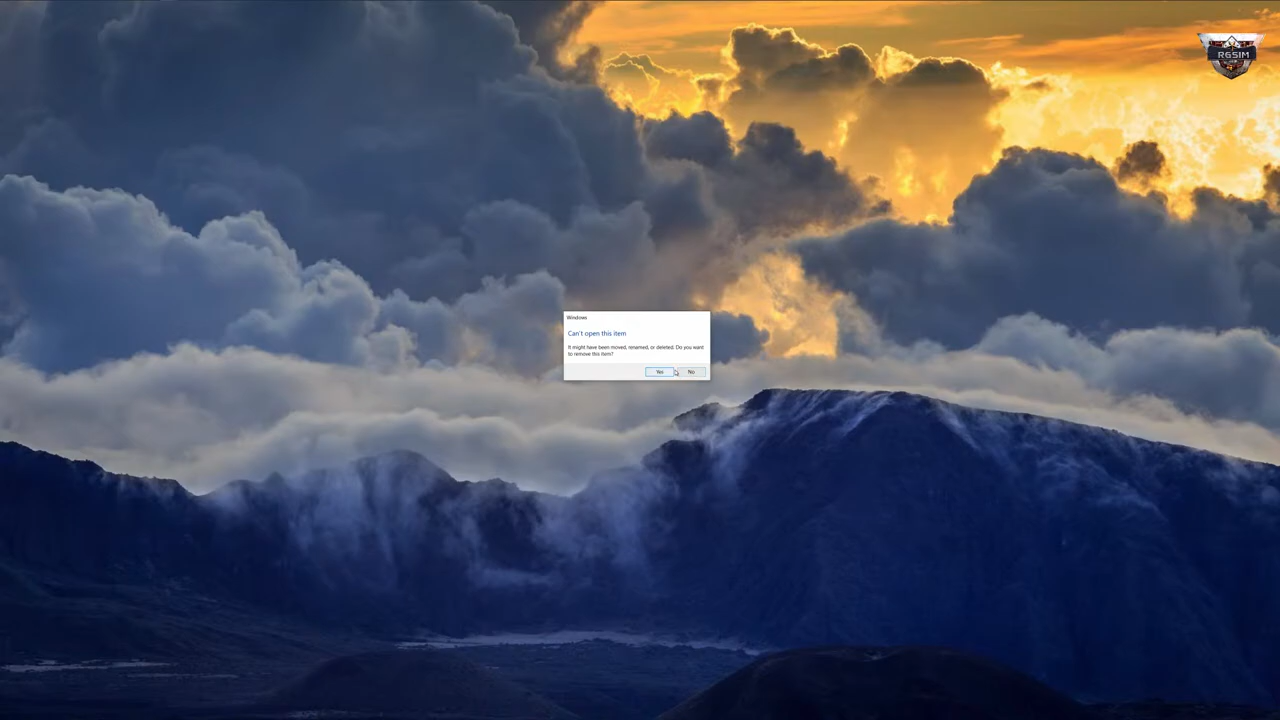 RGSIM
Windows
Can't open this item
It might have been moved, renamed, or deleted. Do you want
to remove this item?
Yes
No